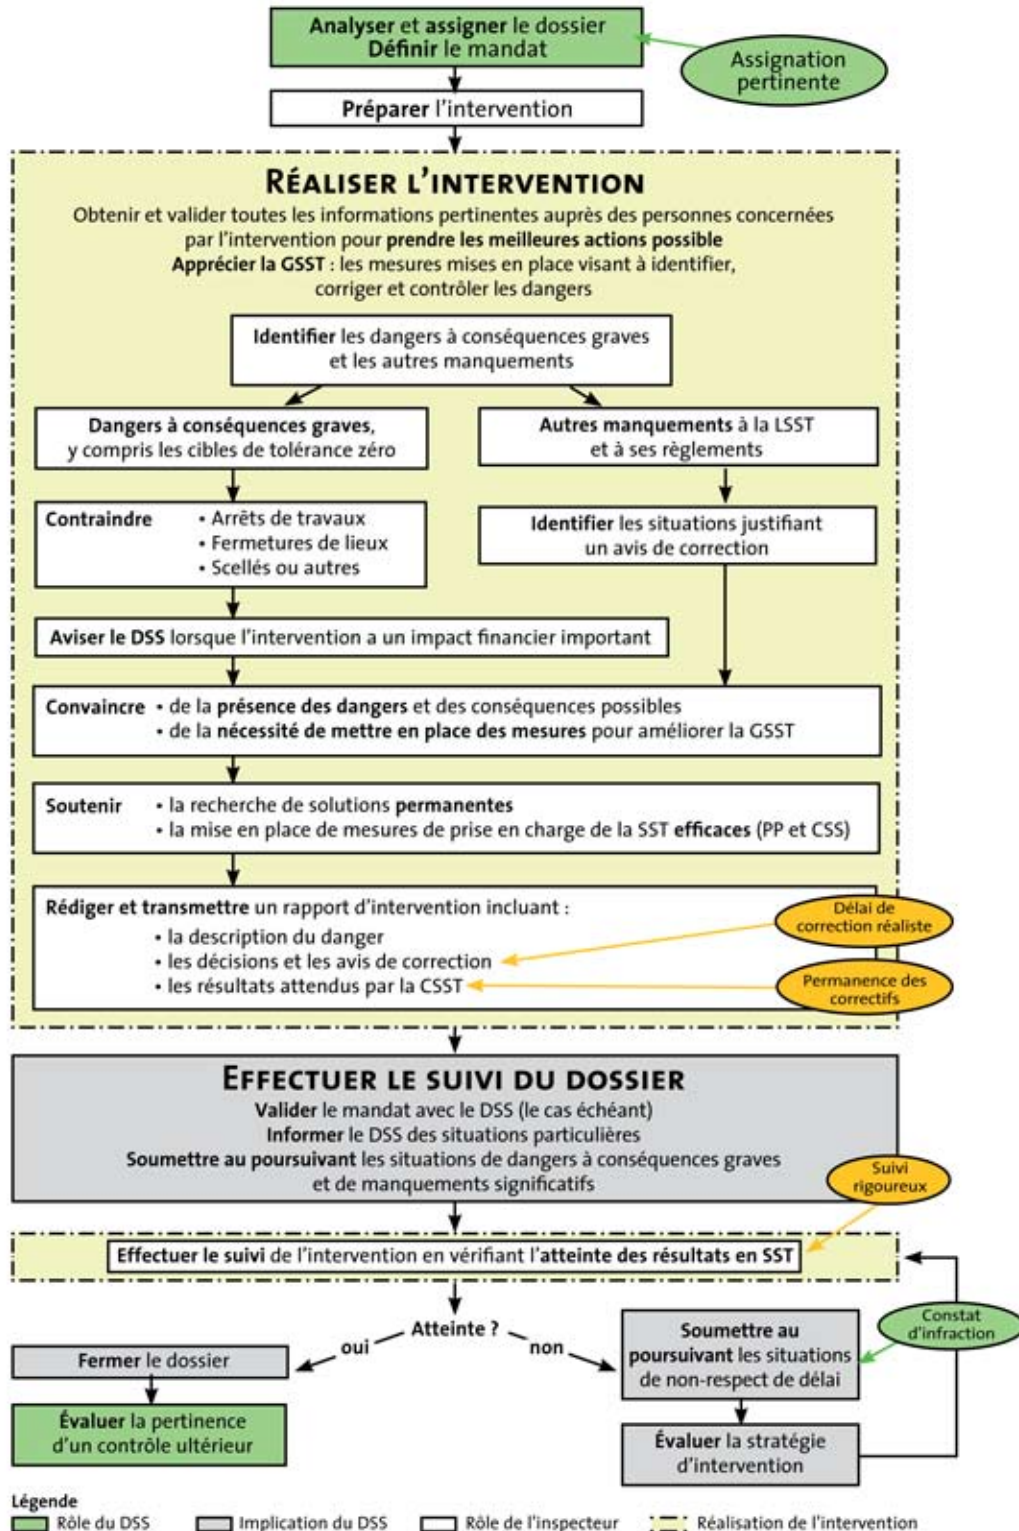 Analyser et assigner le dossier
Définir le mandat
Assignation
pertinente
Préparer l'intervention
RÉALISER L'INTERVENTION
Obtenir et valider toutes les informations pertinentes auprès des personnes concernées
par l'intervention pour prendre les meilleures actions possible
Apprécier la GSST : les mesures mises en place visant à identifier,
corriger et contrôler les dangers
Identifier les dangers à conséquences graves
et les autres manquements
Dangers à conséquences graves,
y compris les cibles de tolérance zéro
Autres manquements à la LSST
et à ses règlements
Contraindre • Arrêts de travaux
• Fermetures de lieux
• Scellés ou autres
Identifier les situations justifiant
un avis de correction
Aviser le DSS lorsque l'intervention a un impact financier important
Convaincre • de la présence des dangers et des conséquences possibles
• de la nécessité de mettre en place des mesures pour améliorer la GSST
Soutenir • la recherche de solutions permanentes
• la mise en place de mesures de prise en charge de la SST efficaces (PP et CSS)
Rédiger et transmettre un rapport d'intervention incluant :
• la description du danger
• les décisions et les avis de correction
• les résultats attendus par la CSST
Délai de
correction réaliste
Permanence des
correctifs
EFFECTUER LE SUIVI DU DOSSIER
Valider le mandat avec le DSS (le cas échéant)
Informer le DSS des situations particulières
Soumettre au poursuivant les situations de dangers à conséquences graves
et de manquements significatifs
Suivi
rigoureux
Effectuer le suivi de l'intervention en vérifiant l'atteinte des résultats en SST
Atteinte ?
oui
non
Fermer le dossier
Évaluer la pertinence
d'un contrôle ultérieur
Soumettre au
poursuivant les situations
de non-respect de délai
Constat
d'infraction
Évaluer la stratégie
d'intervention
Légende
Rôle du DSS
Implication du DSS
Rôle de l'inspecteur
Réalisation de l'intervention